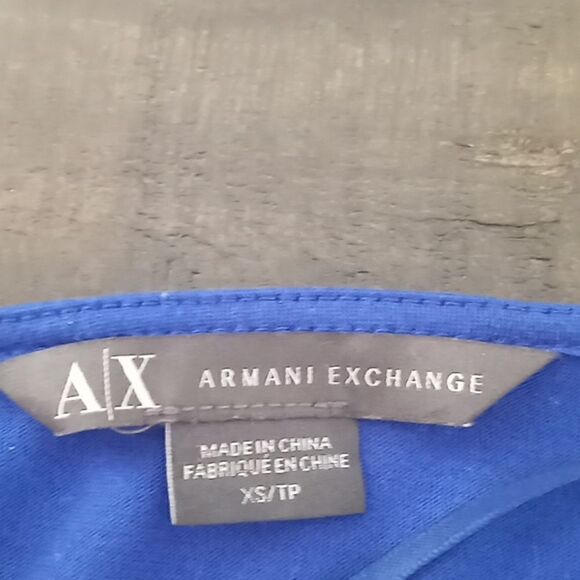 A|X ARMANI EXCHANGE
MADE IN CHINA
FABRIQUÉ EN CHINE
XS/TP